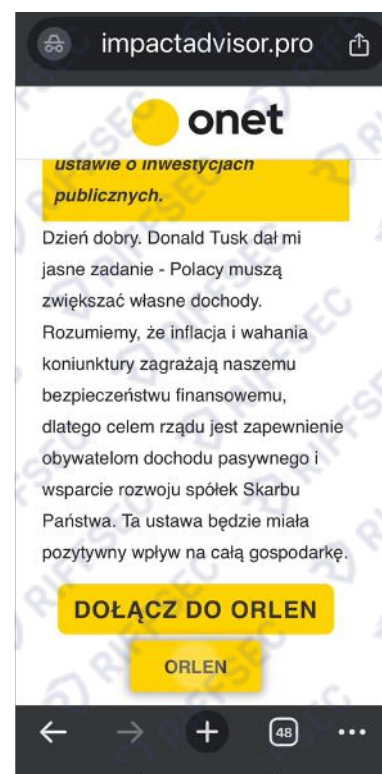 impactadvisor.pro
onet
ustawie o inwestycjach
publicznych.
Dzień dobry. Donald Tusk dał mi
jasne zadanie - Polacy muszą
zwiększać własne dochody.
Rozumiemy, że inflacja i wahania
koniunktury zagrażają naszemu
bezpieczeństwu finansowemu,
dlatego celem rządu jest zapewnienie
obywatelom dochodu pasywnego i
wsparcie rozwoju spółek Skarbu
Państwa. Ta ustawa będzie miała
pozytywny wpływ na całą gospodarkę.
DOŁĄCZ DO ORLEN
ORLEN
48
RIFFSEC